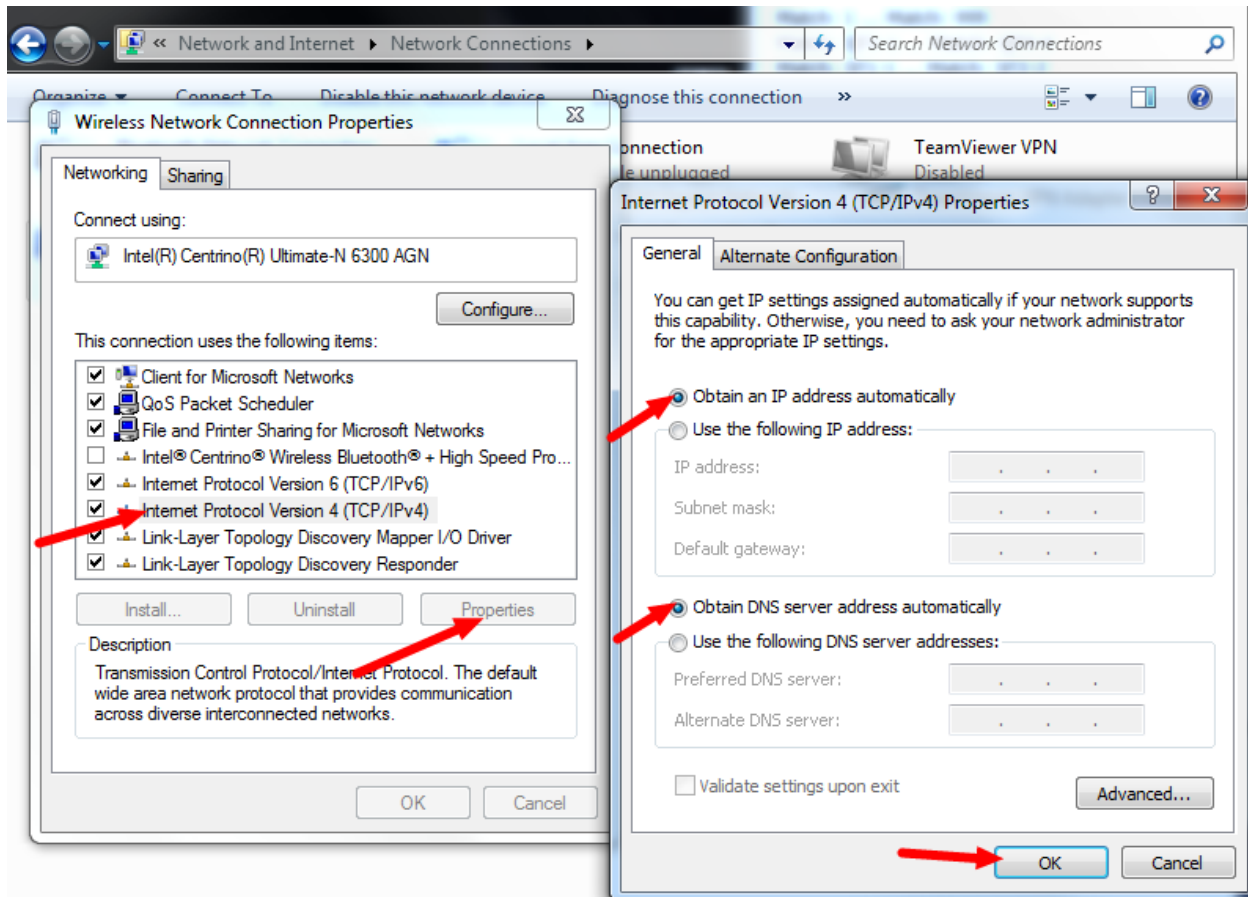 « Network and Internet ▸ Network Connections ▸
Search Network Connections
Organize Connect To Disable this network device Diagnose this connection »
onnection
le unplugged
TeamViewer VPN
Disabled
Wireless Network Connection Properties
Networking
Sharing
Connect using:
Intel(R) Centrino(R) Ultimate-N 6300 AGN
Configure...
This connection uses the following items:
Client for Microsoft Networks
QoS Packet Scheduler
File and Printer Sharing for Microsoft Networks
Intel® Centrino® Wireless Bluetooth® + High Speed Pro...
Internet Protocol Version 6 (TCP/IPv6)
Internet Protocol Version 4 (TCP/IPv4)
Link-Layer Topology Discovery Mapper I/O Driver
Link-Layer Topology Discovery Responder
Install...
Uninstall
Properties
Description
Transmission Control Protocol/Internet Protocol. The default
wide area network protocol that provides communication
across diverse interconnected networks.
OK
Cancel
Internet Protocol Version 4 (TCP/IPv4) Properties
General
Alternate Configuration
You can get IP settings assigned automatically if your network supports
this capability. Otherwise, you need to ask your network administrator
for the appropriate IP settings.
Obtain an IP address automatically
Use the following IP address:
IP address:
Subnet mask:
Default gateway:
Obtain DNS server address automatically
Use the following DNS server addresses:
Preferred DNS server:
Alternate DNS server:
Validate settings upon exit
Advanced...
OK
Cancel